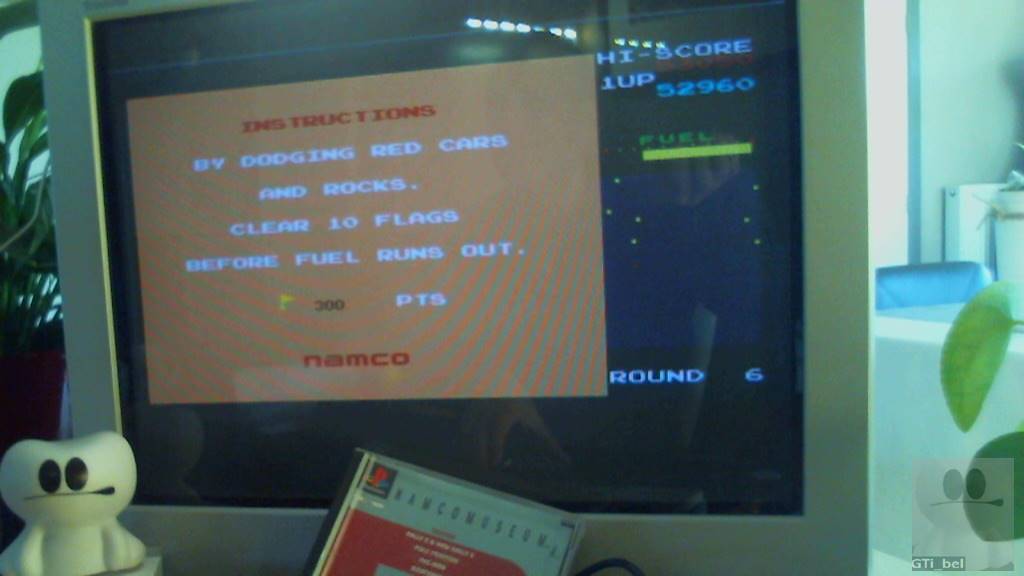 HI-SCORE
1UP
52960
FUEL
INSTRUCTIONS
BY DODGING RED CARS
AND ROCKS.
CLEAR 10 FLAGS
BEFORE FUEL RUNS OUT.
300 PTS
namco
ROUND 6
NAMCO MUSEUM
GTi_bel